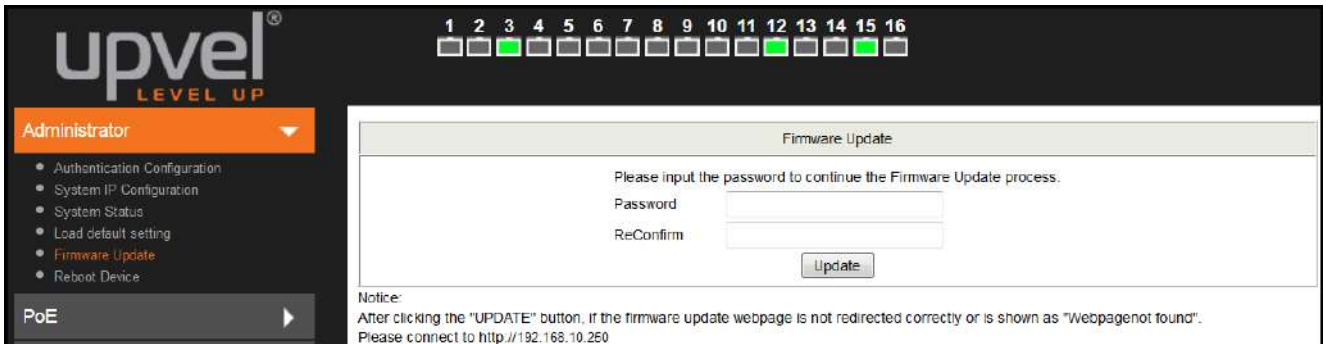 upvel®
LEVEL UP
1 2 3 4 5 6 7 8 9 10 11 12 13 14 15 16
Administrator
Authentication Configuration
System IP Configuration
System Status
Load default setting
Firmware Update
Reboot Device
PoE
Firmware Update
Please input the password to continue the Firmware Update process.
Password
ReConfirm
Update
Notice:
After clicking the "UPDATE" button, if the firmware update webpage is not redirected correctly or is shown as "Webpagenot found".
Please connect to http://192.168.10.250